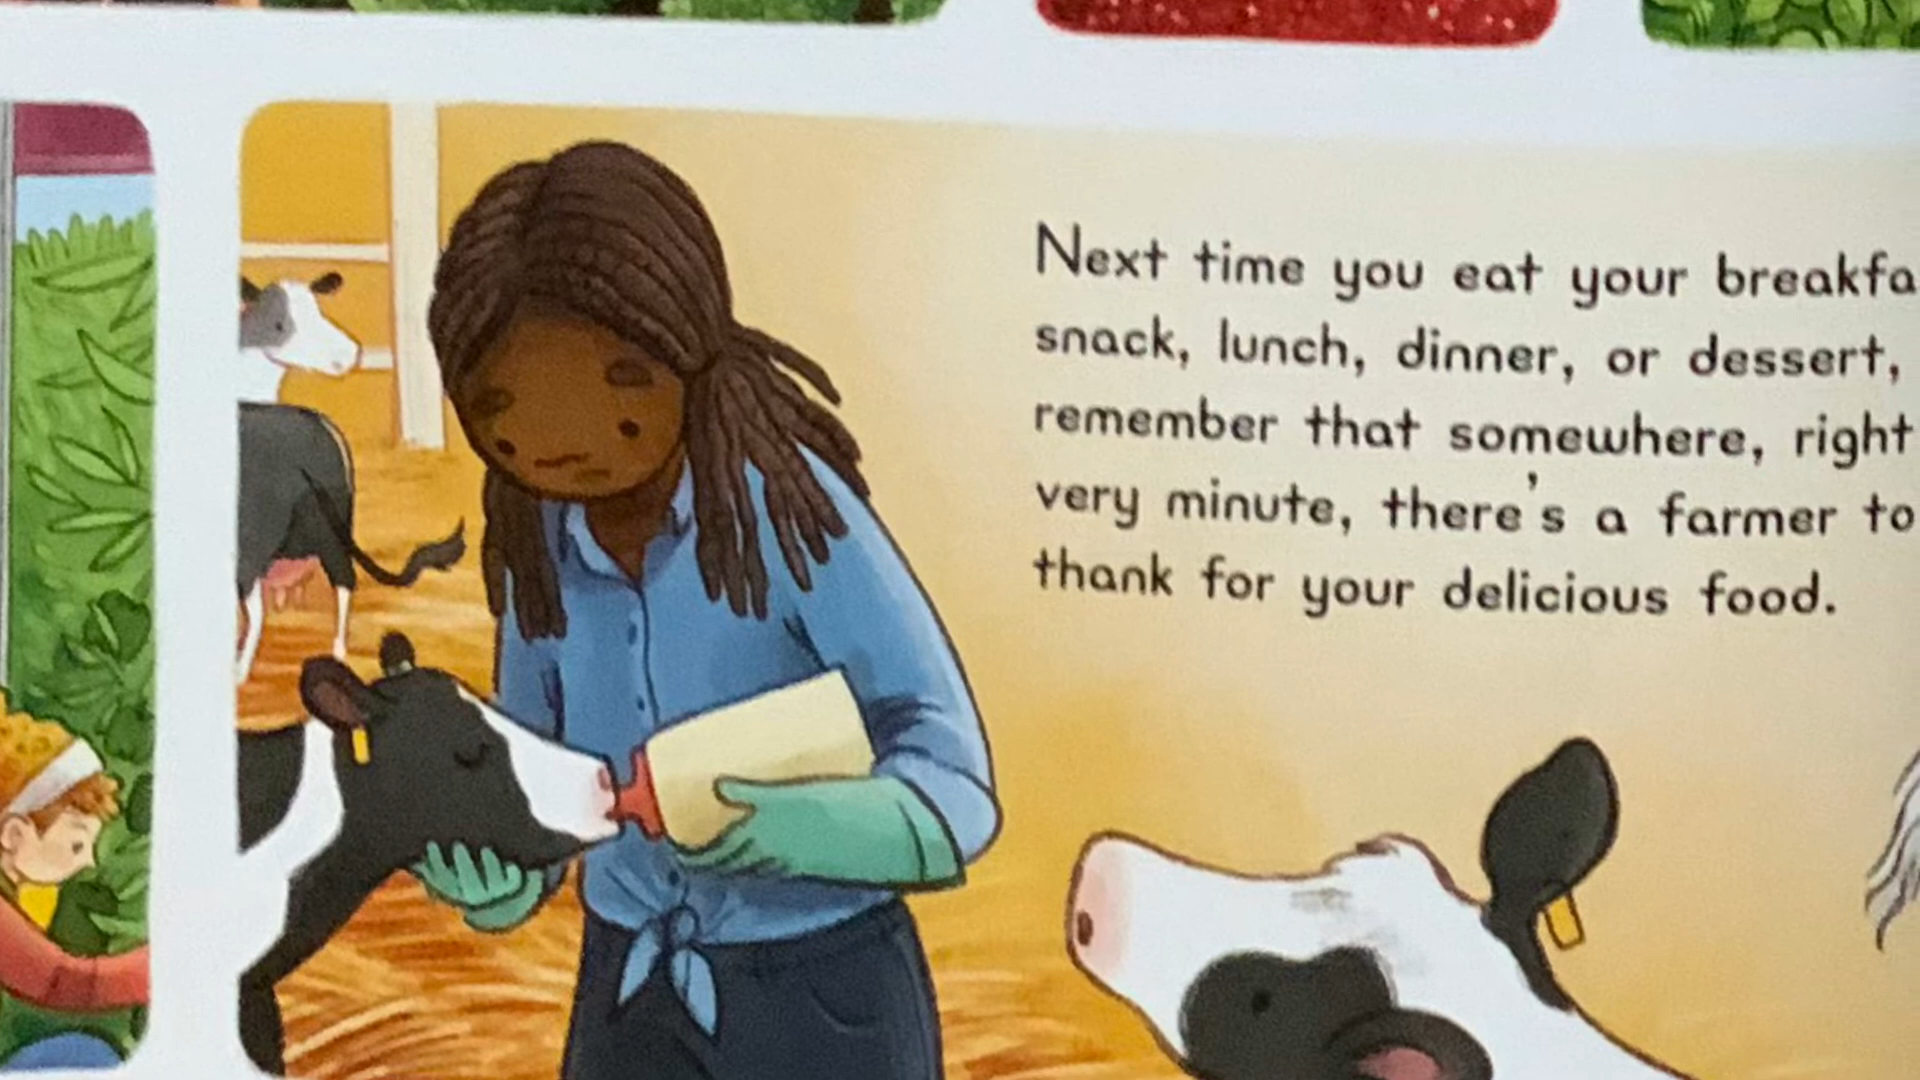 Next time you eat your breakfa
snack, lunch, dinner, or dessert,
remember that somewhere, right
very minute, there's a farmer to
thank for your delicious food.